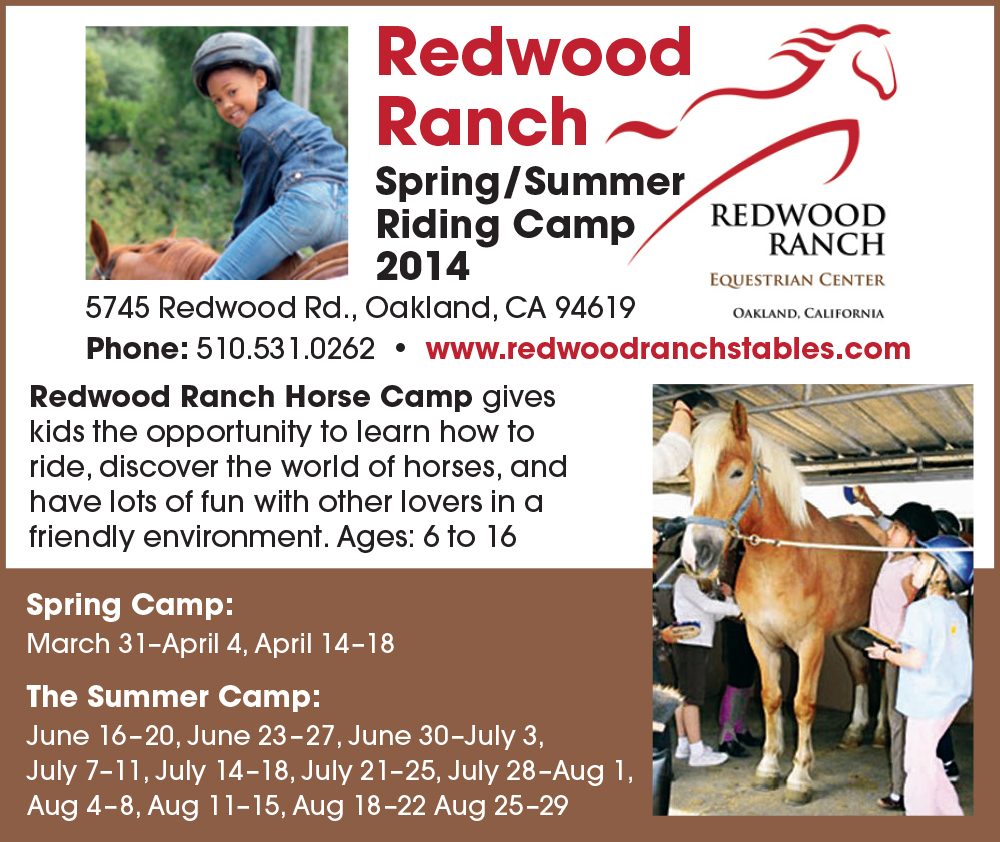 Redwood
Ranch
Spring/Summer
Riding Camp
2014
REDWOOD
RANCH
EQUESTRIAN CENTER
OAKLAND, CALIFORNIA
5745 Redwood Rd., Oakland, CA 94619
Phone: 510.531.0262 • www.redwoodranchstables.com
Redwood Ranch Horse Camp gives
kids the opportunity to learn how to
ride, discover the world of horses, and
have lots of fun with other lovers in a
friendly environment. Ages: 6 to 16
Spring Camp:
March 31–April 4, April 14–18
The Summer Camp:
June 16–20, June 23–27, June 30–July 3,
July 7–11, July 14–18, July 21–25, July 28–Aug 1,
Aug 4–8, Aug 11–15, Aug 18–22 Aug 25–29